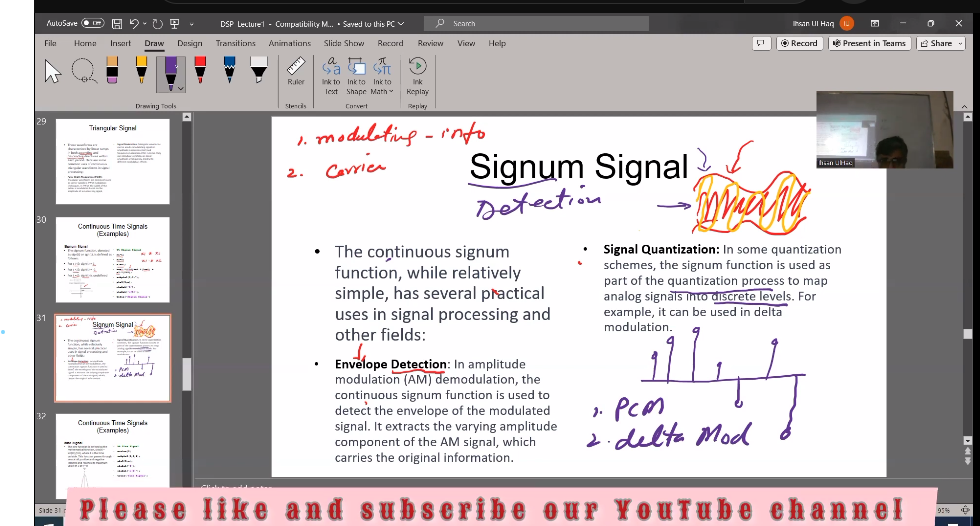 AutoSave Off
DSP_Lecture1 - Compatibility M... • Saved to this PC
Search
Ihsan Ul Haq IU
File Home Insert Draw Design Transitions Animations Slide Show Record Review View Help
Record Present in Teams Share
Ruler
Ink to Text
Ink to Shape
Ink to Math
Ink Replay
Drawing Tools Stencils Convert Replay
29
Triangular Signal
30
Continuous Time Signals
(Examples)
31
Signum Signal
32
Continuous Time Signals
(Examples)
1. modulating - info
2. Carrier
Signum Signal
Detection
• The continuous signum
function, while relatively
simple, has several practical
uses in signal processing and
other fields:
• Envelope Detection: In amplitude
modulation (AM) demodulation, the
continuous signum function is used to
detect the envelope of the modulated
signal. It extracts the varying amplitude
component of the AM signal, which
carries the original information.
• Signal Quantization: In some quantization
schemes, the signum function is used as
part of the quantization process to map
analog signals into discrete levels. For
example, it can be used in delta
modulation.
1. PCM
2. delta Mod
Ihsan UlHaq
Slide 31
95%
Please like and subscribe our YouTube channel